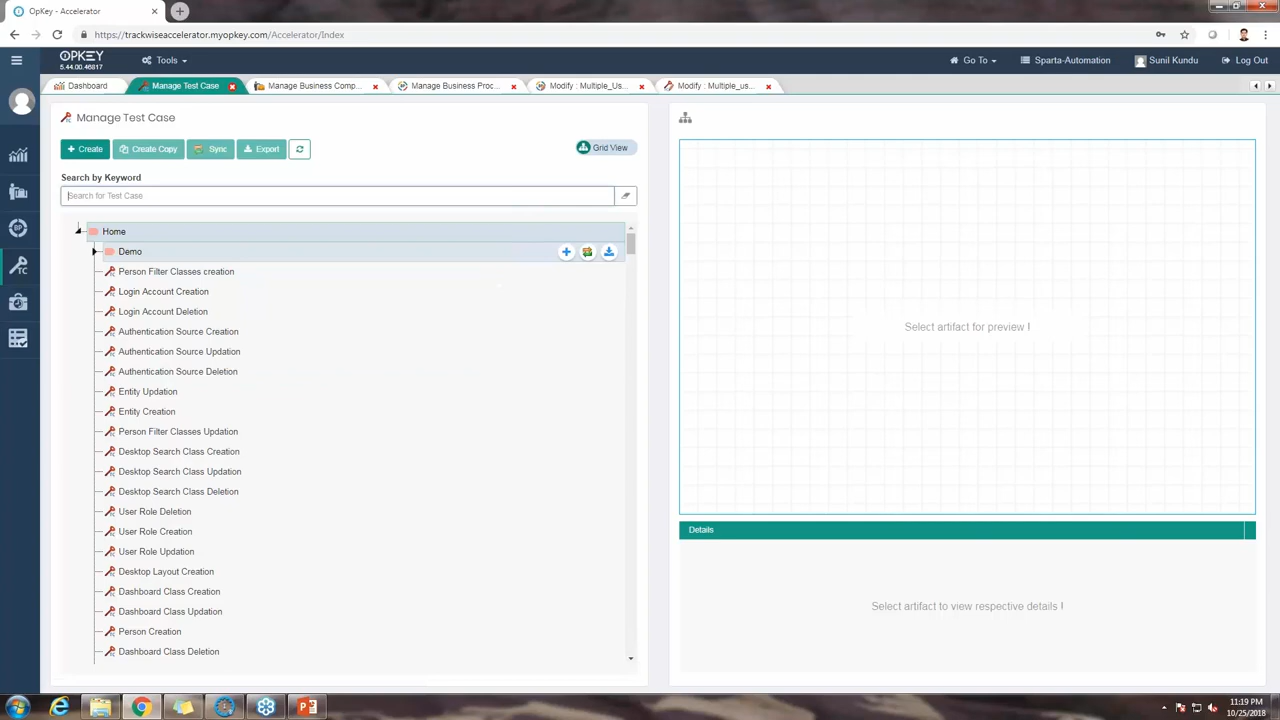 OpKey - Accelerator
https://trackwiseaccelerator.myopkey.com/Accelerator/Index
OPKEY
5.44.00.46817
Tools
Go To
Sparta-Automation
Sunil Kundu
Log Out
Dashboard
Manage Test Case
Manage Business Comp...
Manage Business Proc...
Modify : Multiple_Us...
Modify : Multiple_us...
Manage Test Case
Create
Create Copy
Sync
Export
Grid View
Search by Keyword
Search for Test Case
Home
Demo
Person Filter Classes creation
Login Account Creation
Login Account Deletion
Authentication Source Creation
Authentication Source Updation
Authentication Source Deletion
Entity Updation
Entity Creation
Person Filter Classes Updation
Desktop Search Class Creation
Desktop Search Class Updation
Desktop Search Class Deletion
User Role Deletion
User Role Creation
User Role Updation
Desktop Layout Creation
Dashboard Class Creation
Dashboard Class Updation
Person Creation
Dashboard Class Deletion
Select artifact for preview !
Details
Select artifact to view respective details !
BP
TC
11:19 PM
10/25/2018